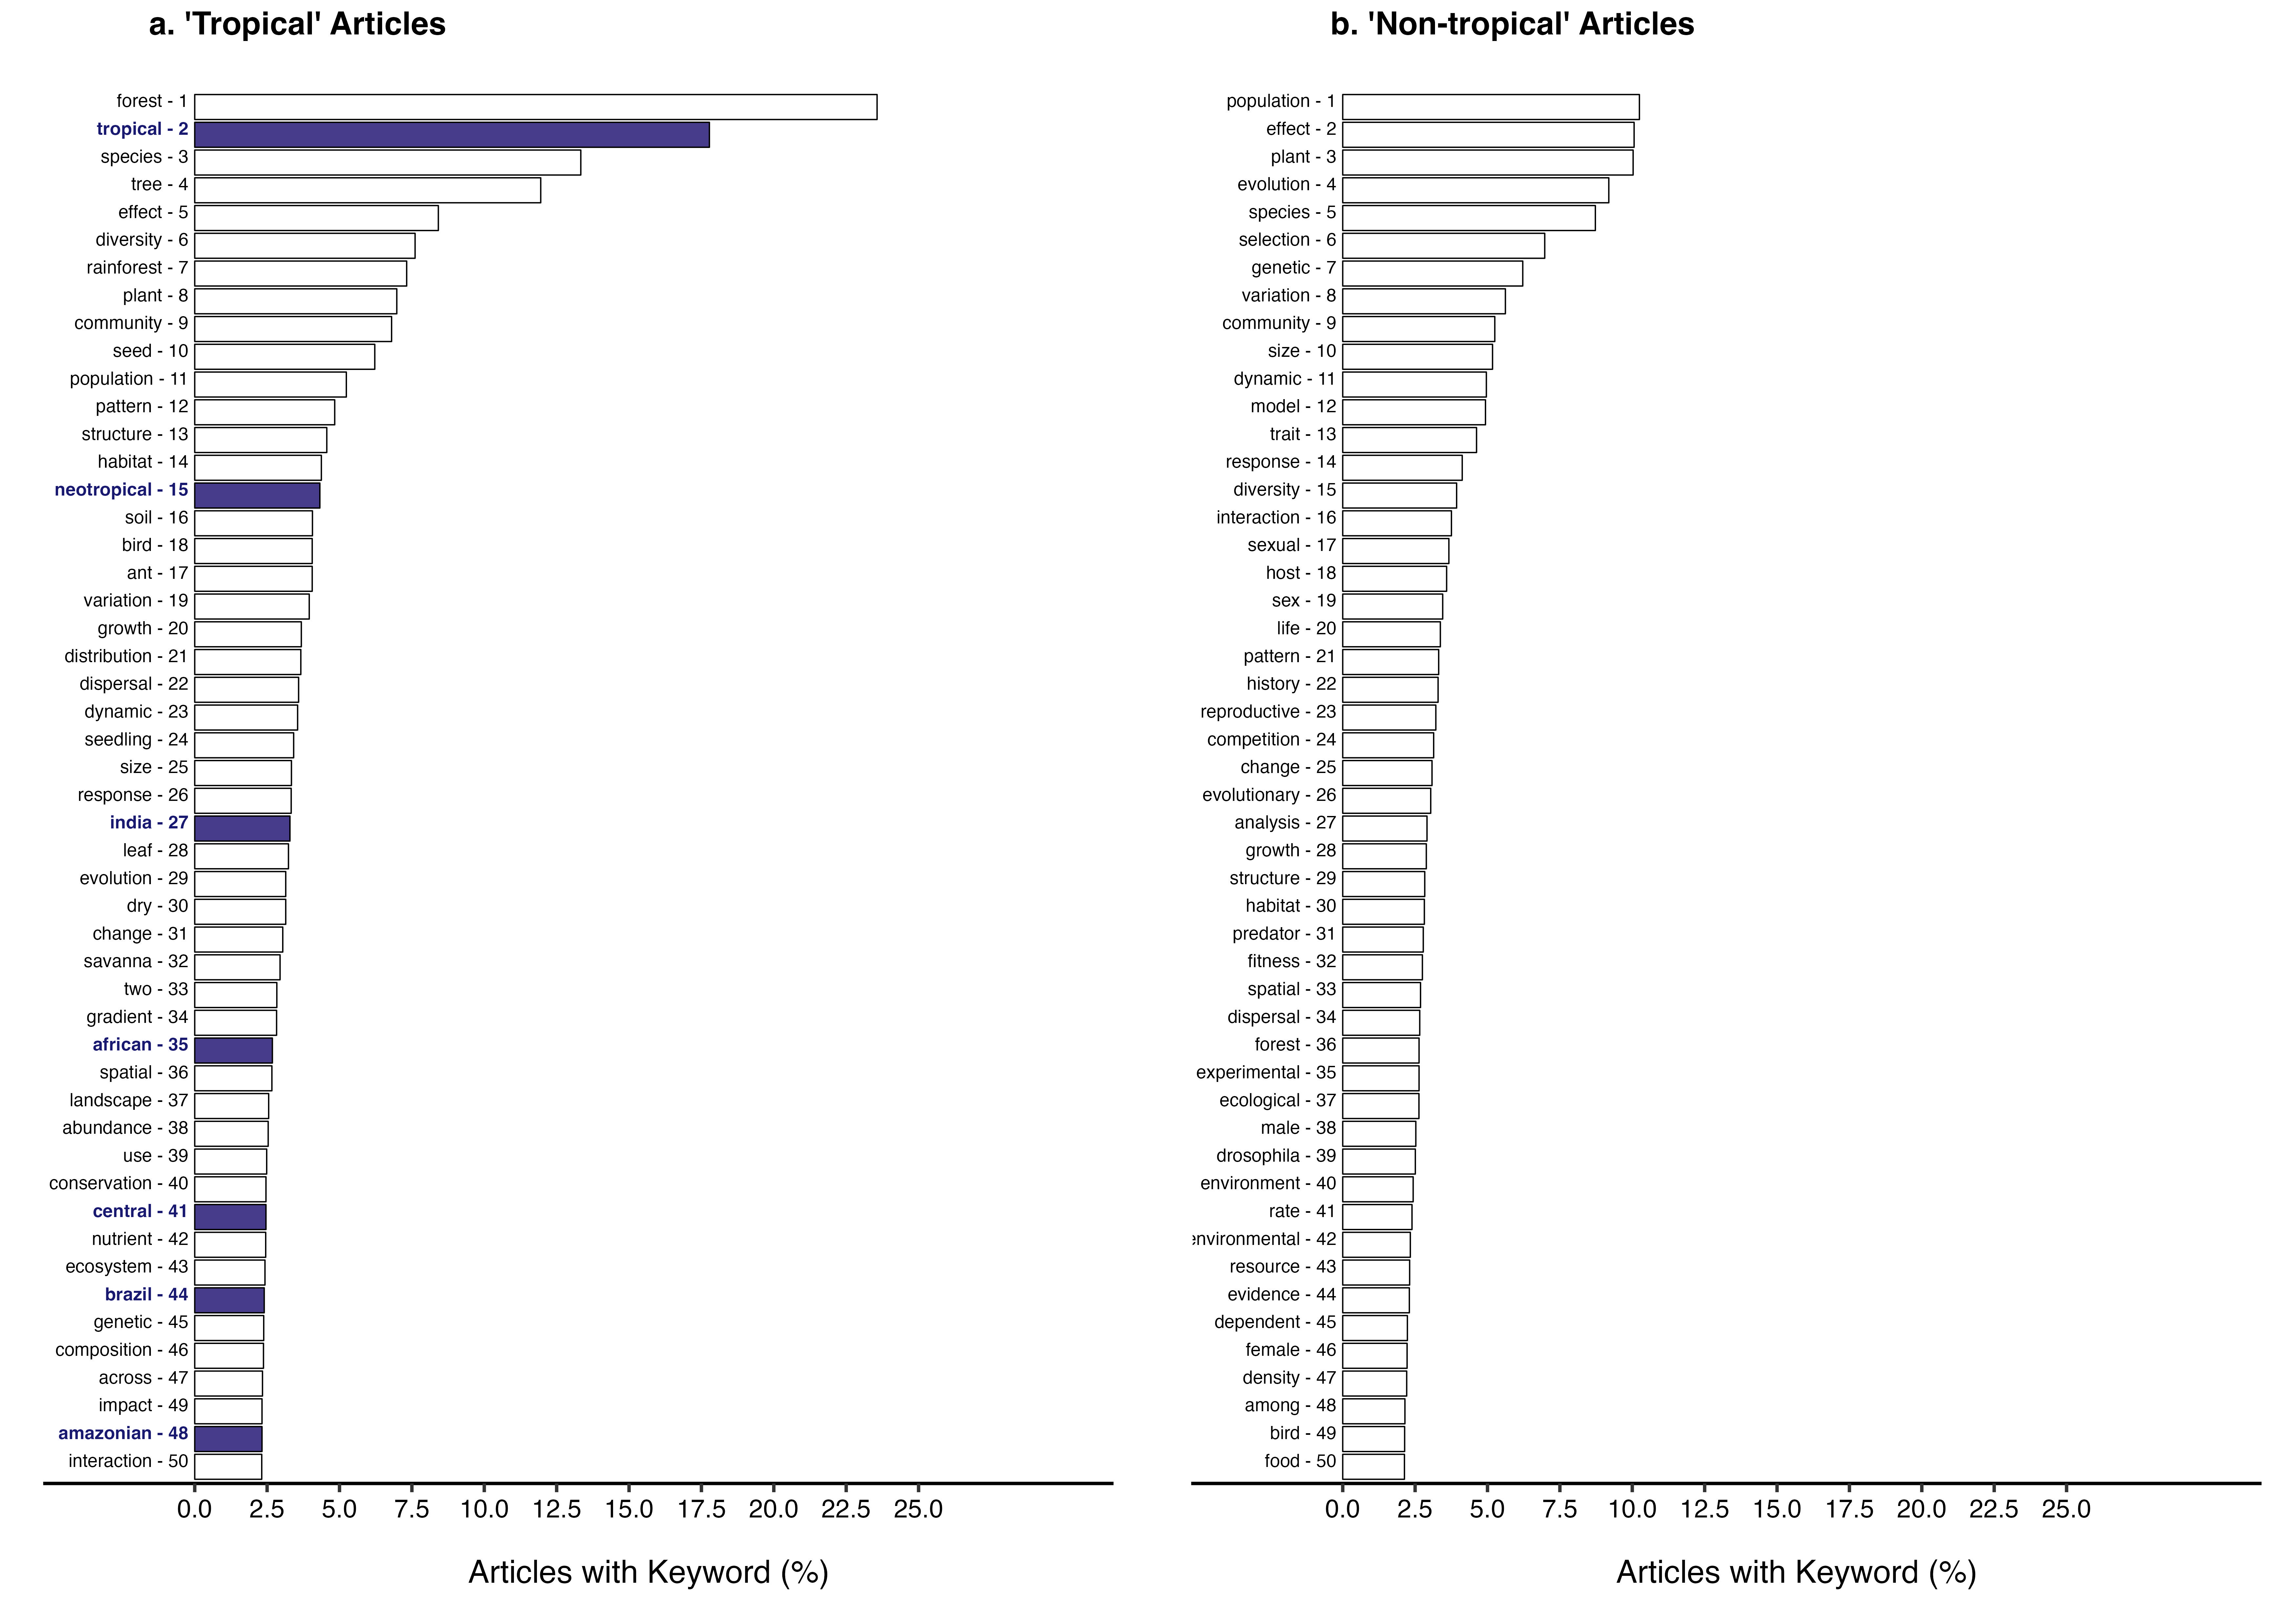 a. 'Tropical' Articles
forest - 1
tropical - 2
species - 3
tree - 4
effect - 5
diversity - 6
rainforest - 7
plant - 8
community - 9
seed - 10
population - 11
pattern - 12
structure - 13
habitat - 14
neotropical - 15
soil - 16
bird - 18
ant - 17
variation - 19
growth - 20
distribution - 21
dispersal - 22
dynamic - 23
seedling - 24
size - 25
response - 26
india - 27
leaf - 28
evolution - 29
dry - 30
change - 31
savanna - 32
two - 33
gradient - 34
african - 35
spatial - 36
landscape - 37
abundance - 38
use - 39
conservation - 40
central - 41
nutrient - 42
ecosystem - 43
brazil - 44
genetic - 45
composition - 46
across - 47
impact - 49
amazonian - 48
interaction - 50
0.0 2.5 5.0 7.5 10.0 12.5 15.0 17.5 20.0 22.5 25.0
Articles with Keyword (%)
b. 'Non-tropical' Articles
population - 1
effect - 2
plant - 3
evolution - 4
species - 5
selection - 6
genetic - 7
variation - 8
community - 9
size - 10
dynamic - 11
model - 12
trait - 13
response - 14
diversity - 15
interaction - 16
sexual - 17
host - 18
sex - 19
life - 20
pattern - 21
history - 22
reproductive - 23
competition - 24
change - 25
evolutionary - 26
analysis - 27
growth - 28
structure - 29
habitat - 30
predator - 31
fitness - 32
spatial - 33
dispersal - 34
forest - 36
experimental - 35
ecological - 37
male - 38
drosophila - 39
environment - 40
rate - 41
environmental - 42
resource - 43
evidence - 44
dependent - 45
female - 46
density - 47
among - 48
bird - 49
food - 50
0.0 2.5 5.0 7.5 10.0 12.5 15.0 17.5 20.0 22.5 25.0
Articles with Keyword (%)